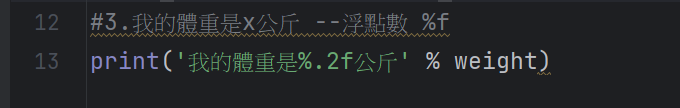 12 #3.我的體重是x公斤 --浮點數 %f
13 print('我的體重是%.2f公斤' % weight)